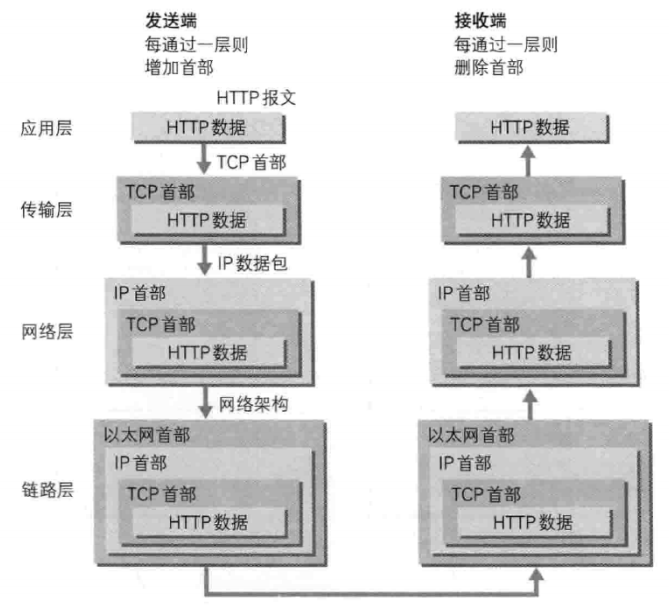 发送端
每通过一层则
增加首部
接收端
每通过一层则
删除首部
HTTP 报文
应用层
HTTP 数据
HTTP 数据
TCP 首部
传输层
TCP 首部
HTTP 数据
TCP 首部
HTTP 数据
IP 数据包
网络层
IP 首部
TCP 首部
HTTP 数据
IP 首部
TCP 首部
HTTP 数据
网络架构
链路层
以太网首部
IP 首部
TCP 首部
HTTP 数据
以太网首部
IP 首部
TCP 首部
HTTP 数据